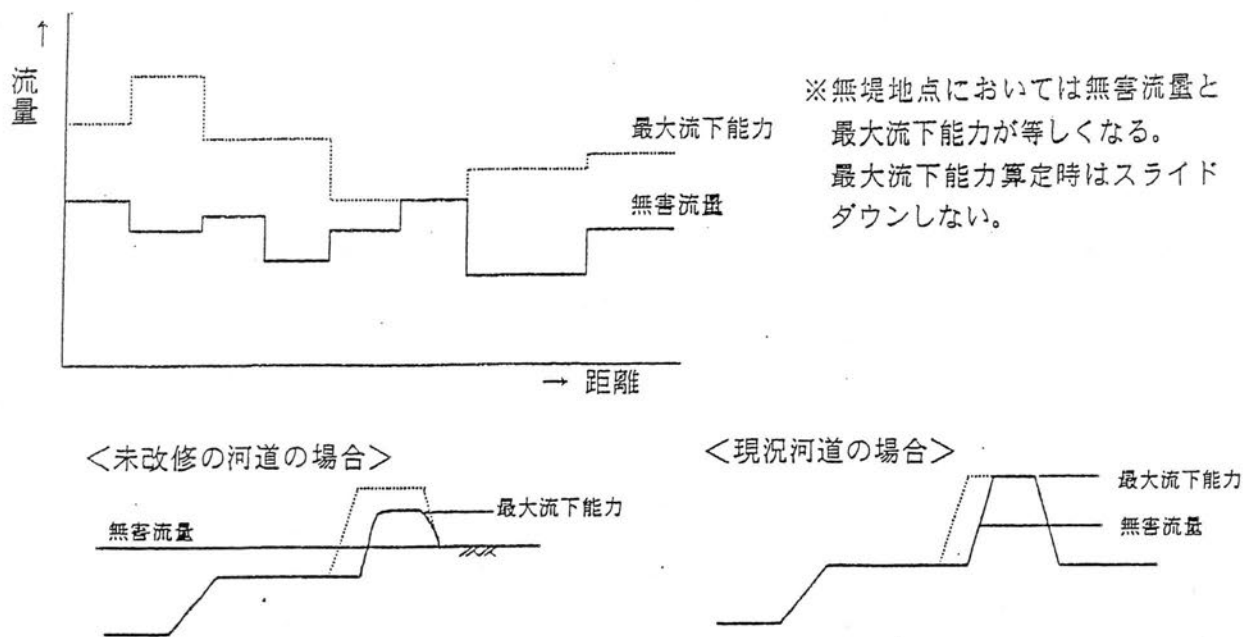 ↑
流量
最大流下能力
無害流量
→ 距離
※無堤地点においては無害流量と
最大流下能力が等しくなる。
最大流下能力算定時はスライド
ダウンしない。
＜未改修の河道の場合＞
無害流量
最大流下能力
＜現況河道の場合＞
最大流下能力
無害流量